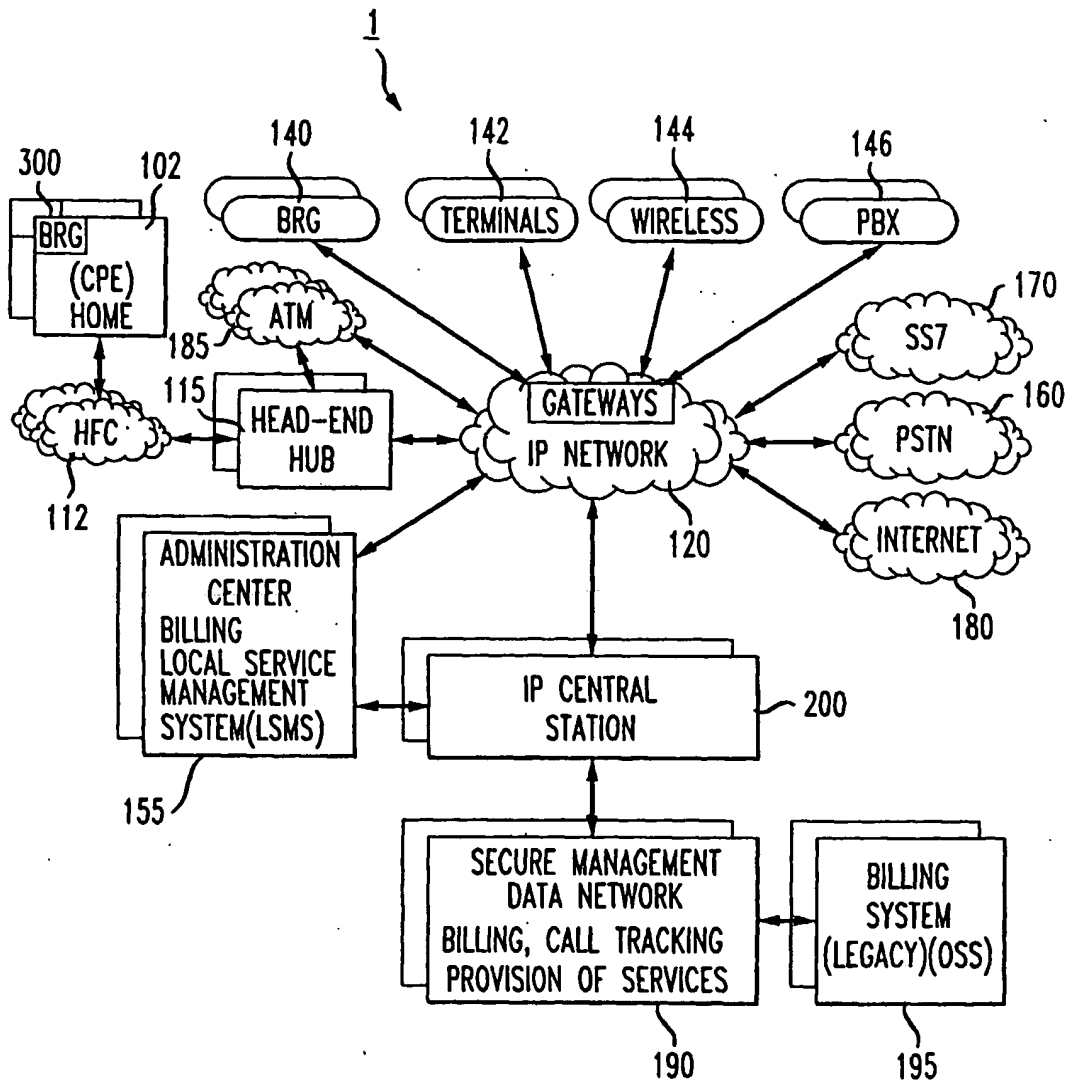 1
140
142
144
146
300
102
BRG
TERMINALS
WIRELESS
PBX
BRG
(CPE)
HOME
ATM
185
170
SS7
115
HEAD-END
HUB
GATEWAYS
IP NETWORK
160
PSTN
HFC
112
120
INTERNET
180
ADMINISTRATION
CENTER
BILLING
LOCAL SERVICE
MANAGEMENT
SYSTEM(LSMS)
155
IP CENTRAL
STATION
200
SECURE MANAGEMENT
DATA NETWORK
BILLING, CALL TRACKING
PROVISION OF SERVICES
190
BILLING
SYSTEM
(LEGACY)(OSS)
195